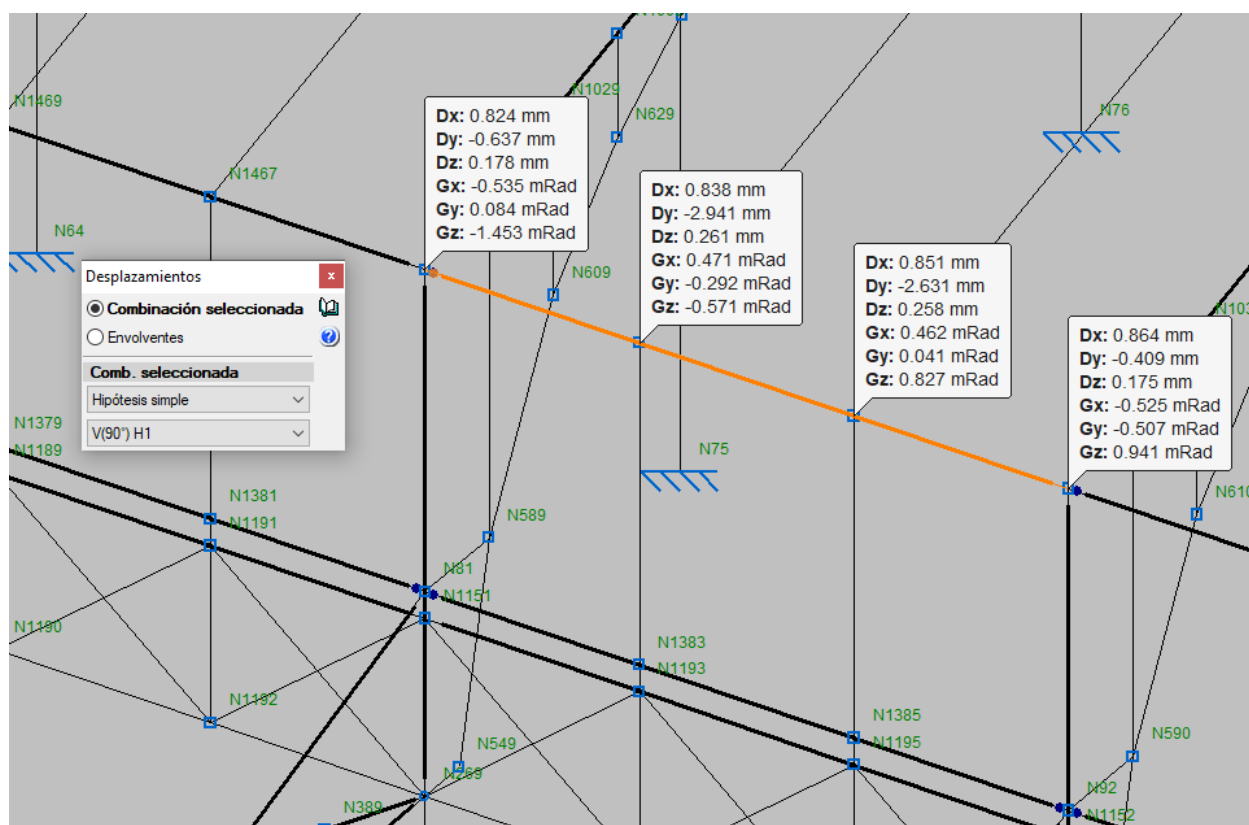 N1469
N1029
N629
N76
Dx: 0.824 mm
Dy: -0.637 mm
Dz: 0.178 mm
Gx: -0.535 mRad
Gy: 0.084 mRad
Gz: -1.453 mRad
N1467
Dx: 0.838 mm
Dy: -2.941 mm
Dz: 0.261 mm
Gx: 0.471 mRad
Gy: -0.292 mRad
Gz: -0.571 mRad
N64
N609
Dx: 0.851 mm
Dy: -2.631 mm
Dz: 0.258 mm
Gx: 0.462 mRad
Gy: 0.041 mRad
Gz: 0.827 mRad
Desplazamientos
x
Combinación seleccionada
Envolventes
?
Comb. seleccionada
Hipótesis simple
V(90°) H1
Dx: 0.864 mm
Dy: -0.409 mm
Dz: 0.175 mm
Gx: -0.525 mRad
Gy: -0.507 mRad
Gz: 0.941 mRad
N1379
N1189
N75
N610
N1381
N1191
N589
N81
N1151
N1190
N1383
N1193
N1192
N1385
N1195
N590
N549
N269
N389
N92
N1152